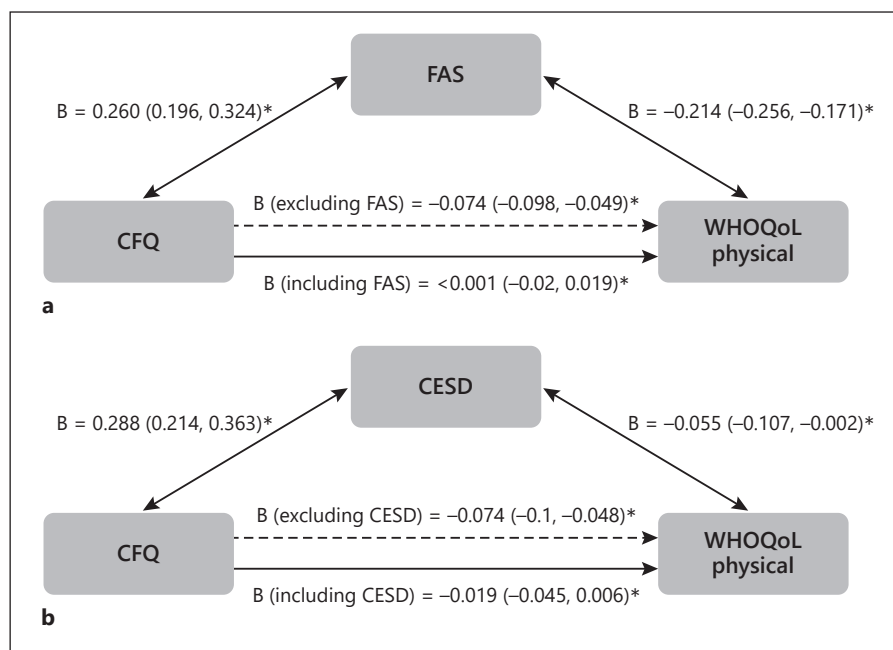 FAS
B = 0.260 (0.196, 0.324)*
B = –0.214 (–0.256, –0.171)*
B (excluding FAS) = –0.074 (–0.098, –0.049)*
CFQ
WHOQoL
physical
B (including FAS) = <0.001 (–0.02, 0.019)*
a
CESD
B = 0.288 (0.214, 0.363)*
B = –0.055 (–0.107, –0.002)*
B (excluding CESD) = –0.074 (–0.1, –0.048)*
CFQ
WHOQoL
physical
B (including CESD) = –0.019 (–0.045, 0.006)*
b